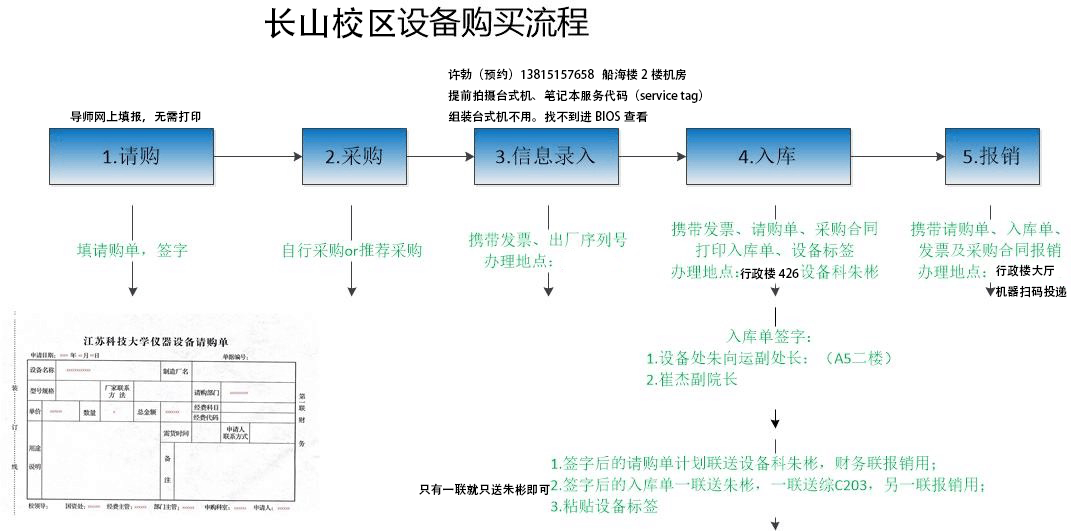 长山校区设备购买流程
许勃（预约）13815157658 船海楼 2 楼机房
提前拍摄台式机、笔记本服务代码（service tag）
组装台式机不用。找不到进 BIOS 查看
导师网上填报，无需打印
1.请购
2.采购
3.信息录入
4.入库
5.报销
填请购单，签字
自行采购or推荐采购
携带发票、出厂序列号
办理地点：
携带发票、请购单、采购合同
打印入库单、设备标签
办理地点:行政楼 426设备科朱彬
携带请购单、入库单、
发票及采购合同报销
办理地点：行政楼大厅
机器扫码投递
入库单签字：
1.设备处朱向运副处长：（A5二楼）
2.崔杰副院长
1.签字后的请购单计划联送设备科朱彬，财务联报销用；
只有一联就只送朱彬即可
2.签字后的入库单一联送朱彬，一联送综C203，另一联报销用；
3.粘贴设备标签
江苏科技大学仪器设备请购单
申请日期： 年 月 日
单据编号：
设备名称
制造厂名
型号规格
厂家联系
方 法
请购部门
单价
数量
总金额
经费科目
经费代码
需货时间
申请人
联系方式
用途
说明
备
注
装
订
线
第一联
财
务
校领导：
国资处：
经费主管：
部门主管：
申购科室：
申请人：